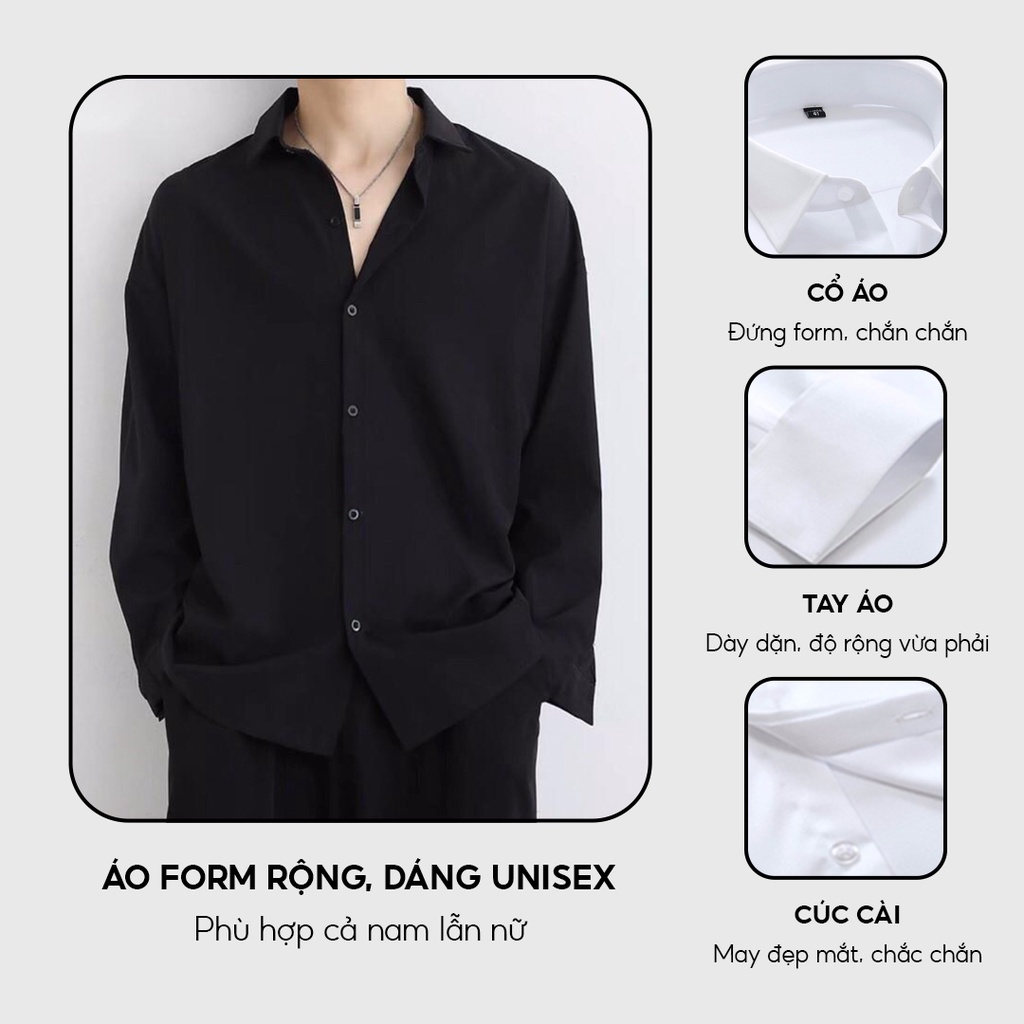 ÁO FORM RỘNG, DÁNG UNISEX
Phù hợp cả nam lẫn nữ
CỔ ÁO
Đứng form, chắn chắn
TAY ÁO
Dày dặn, độ rộng vừa phải
CÚC CÀI
May đẹp mắt, chắc chắn